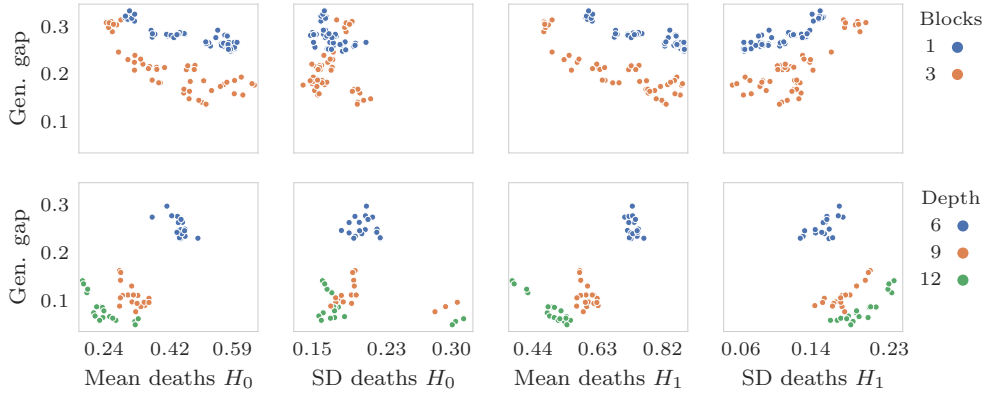 Gen. gap
0.3
0.2
0.1
Blocks
1
3
Gen. gap
0.3
0.2
0.1
Depth
6
9
12
0.24 0.42 0.59
0.15 0.23 0.30
0.44 0.63 0.82
0.06 0.14 0.23
Mean deaths H₀
SD deaths H₀
Mean deaths H₁
SD deaths H₁